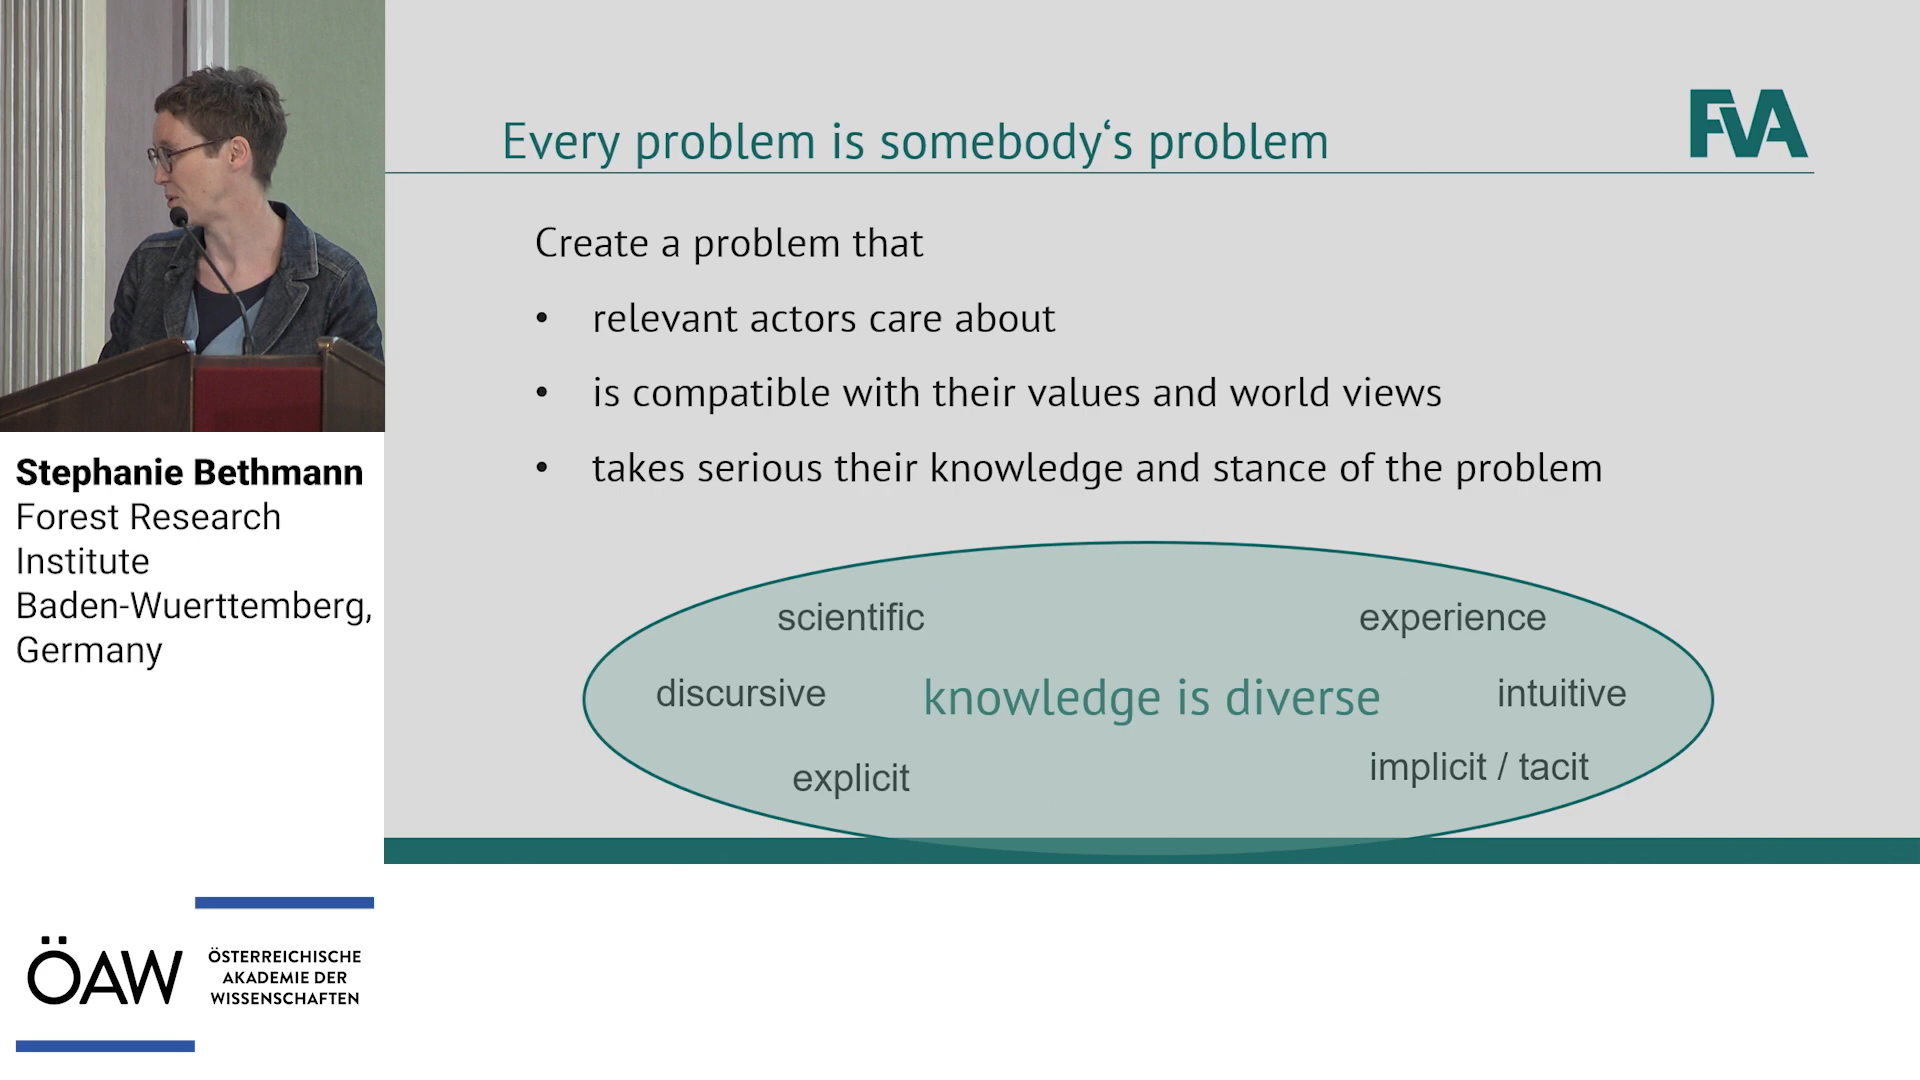 Every problem is somebody‘s problem
FVA
Create a problem that
• relevant actors care about
• is compatible with their values and world views
• takes serious their knowledge and stance of the problem
scientific
experience
discursive
knowledge is diverse
intuitive
explicit
implicit / tacit
Stephanie Bethmann
Forest Research
Institute
Baden-Wuerttemberg,
Germany
ÖAW
ÖSTERREICHISCHE
AKADEMIE DER
WISSENSCHAFTEN